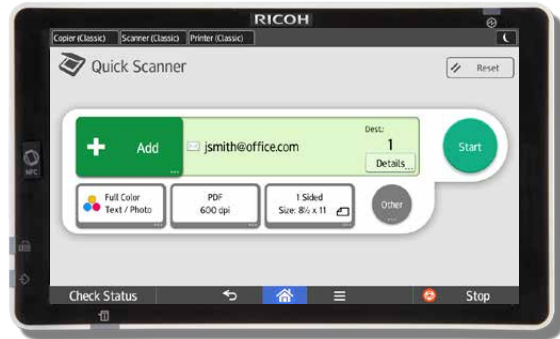 RICOH
Copier (Classic) Scanner (Classic) Printer (Classic)
Quick Scanner
Reset
Add
jsmith@office.com
Dest:
1
Details
Start
Full Color
Text / Photo
PDF
600 dpi
1 Sided
Size: 8½ x 11
Other
Check Status
Stop
NFC